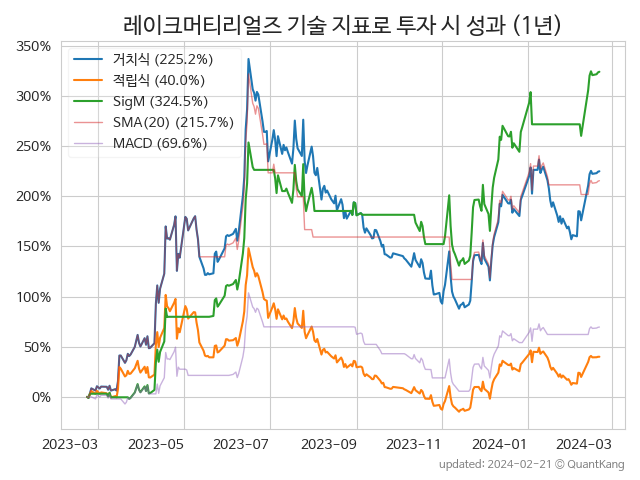 레이크머티리얼즈 기술 지표로 투자 시 성과 (1년)
350%
300%
250%
200%
150%
100%
50%
0%
거치식 (225.2%)
적립식 (40.0%)
SigM (324.5%)
SMA(20) (215.7%)
MACD (69.6%)
2023-03
2023-05
2023-07
2023-09
2023-11
2024-01
2024-03
updated: 2024-02-21 ⓒ QuantKang